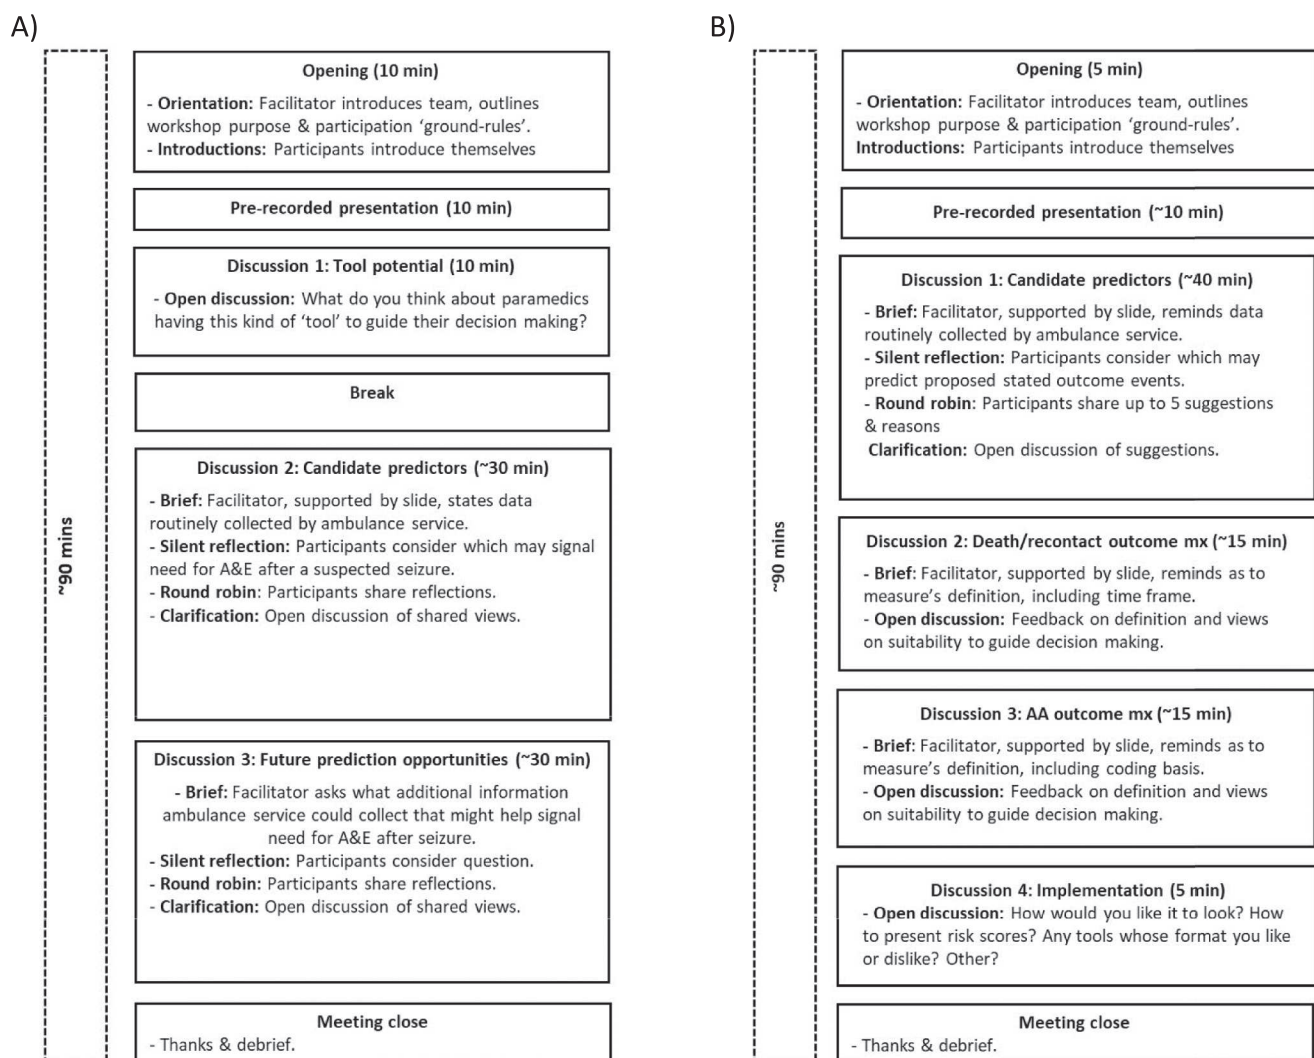 A)
~90 mins
Opening (10 min)
- Orientation: Facilitator introduces team, outlines
workshop purpose & participation ‘ground-rules’.
- Introductions: Participants introduce themselves
Pre-recorded presentation (10 min)
Discussion 1: Tool potential (10 min)
- Open discussion: What do you think about paramedics
having this kind of ‘tool’ to guide their decision making?
Break
Discussion 2: Candidate predictors (~30 min)
- Brief: Facilitator, supported by slide, states data
routinely collected by ambulance service.
- Silent reflection: Participants consider which may signal
need for A&E after a suspected seizure.
- Round robin: Participants share reflections.
- Clarification: Open discussion of shared views.
Discussion 3: Future prediction opportunities (~30 min)
- Brief: Facilitator asks what additional information
ambulance service could collect that might help signal
need for A&E after seizure.
- Silent reflection: Participants consider question.
- Round robin: Participants share reflections.
- Clarification: Open discussion of shared views.
Meeting close
- Thanks & debrief.
B)
~90 mins
Opening (5 min)
- Orientation: Facilitator introduces team, outlines
workshop purpose & participation ‘ground-rules’.
Introductions: Participants introduce themselves
Pre-recorded presentation (~10 min)
Discussion 1: Candidate predictors (~40 min)
- Brief: Facilitator, supported by slide, reminds data
routinely collected by ambulance service.
- Silent reflection: Participants consider which may
predict proposed stated outcome events.
- Round robin: Participants share up to 5 suggestions
& reasons
Clarification: Open discussion of suggestions.
Discussion 2: Death/recontact outcome mx (~15 min)
- Brief: Facilitator, supported by slide, reminds as to
measure’s definition, including time frame.
- Open discussion: Feedback on definition and views
on suitability to guide decision making.
Discussion 3: AA outcome mx (~15 min)
- Brief: Facilitator, supported by slide, reminds as to
measure’s definition, including coding basis.
- Open discussion: Feedback on definition and views
on suitability to guide decision making.
Discussion 4: Implementation (5 min)
- Open discussion: How would you like it to look? How
to present risk scores? Any tools whose format you like
or dislike? Other?
Meeting close
- Thanks & debrief.